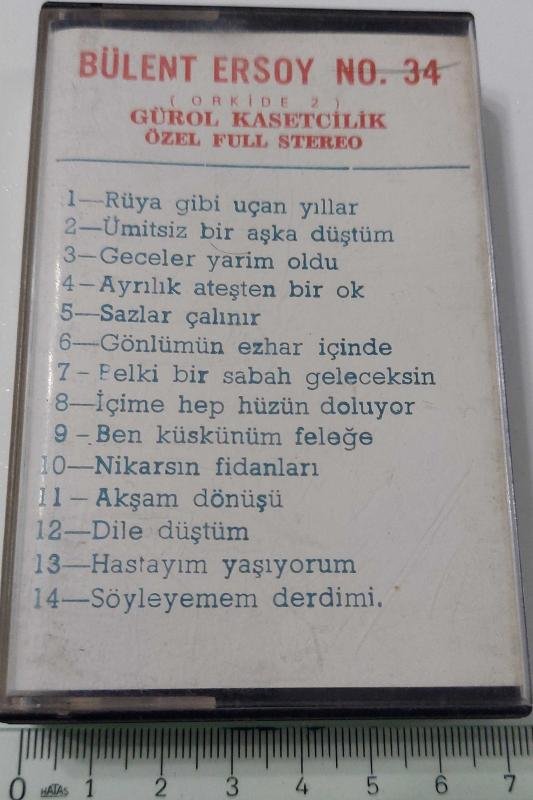 BÜLENT ERSOY NO. 34
( ORKİDE 2 )
GÜROL KASETCİLİK
ÖZEL FULL STEREO
1—Rüya gibi uçan yıllar
2—Ümitsiz bir aşka düştüm
3—Geceler yarim oldu
4—Ayrılık ateşten bir ok
5—Sazlar çalınır
6—Gönlümün ezhar içinde
7–Belki bir sabah geleceksin
8—İçime hep hüzün doluyor
9–Ben küskünüm feleğe
10—Nikarsın fidanları
11—Akşam dönüşü
12—Dile düştüm
13—Hastayım yaşıyorum
14—Söyleyemem derdimi.
0 HATAS 1 2 3 4 5 6 7